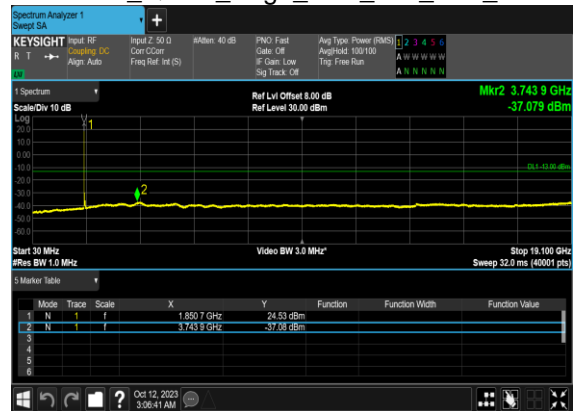 Spectrum Analyzer 1
Swept SA
+
KEYSIGHT Input: RF Input Z: 50 Ω #Atten: 40 dB PNO: Fast Avg Type: Power (RMS) 1 2 3 4 5 6
R T Coupling: DC Corr CCorr Gate: Off Avg|Hold: 100/100 A W W W W W
Align: Auto Freq Ref: Int (S) IF Gain: Low Trig: Free Run
LW Sig Track: Off A N N N N N
1 Spectrum Ref Lvl Offset 8.00 dB Mkr2 3.743 9 GHz
Scale/Div 10 dB Ref Level 30.00 dBm -37.079 dBm
Log
1
20.0
10.0
0.00
-10.0
DL1 -13.00 dBm
-20.0
-30.0
2
-40.0
-50.0
-60.0
Start 30 MHz Video BW 3.0 MHz* Stop 19.100 GHz
#Res BW 1.0 MHz Sweep 32.0 ms (40001 pts)
5 Marker Table
Mode Trace Scale X Y Function Function Width Function Value
1 N 1 f 1.850 7 GHz 24.53 dBm
2 N 1 f 3.743 9 GHz -37.08 dBm
3
4
5
6
? Oct 12, 2023
3:06:41 AM